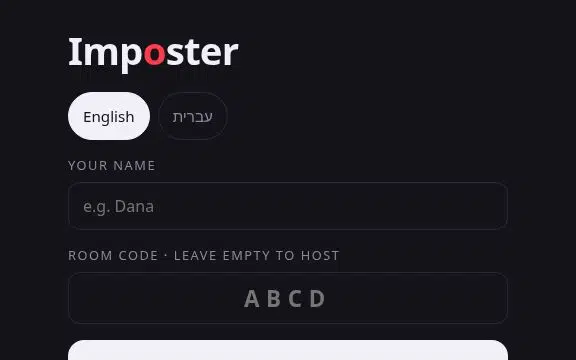 Imposter
English עברית
YOUR NAME
e.g. Dana
ROOM CODE · LEAVE EMPTY TO HOST
ABCD